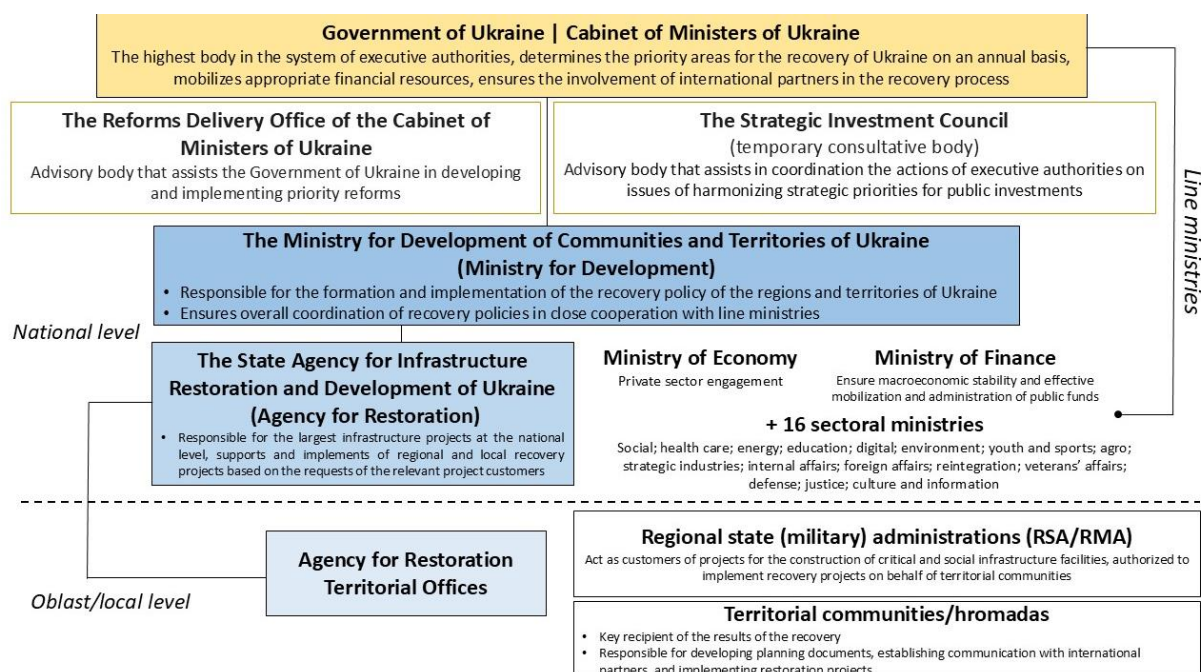 Government of Ukraine | Cabinet of Ministers of Ukraine
The highest body in the system of executive authorities, determines the priority areas for the recovery of Ukraine on an annual basis,
mobilizes appropriate financial resources, ensures the involvement of international partners in the recovery process
The Reforms Delivery Office of the Cabinet of
Ministers of Ukraine
Advisory body that assists the Government of Ukraine in developing
and implementing priority reforms
The Strategic Investment Council
(temporary consultative body)
Advisory body that assists in coordination the actions of executive authorities on
issues of harmonizing strategic priorities for public investments
Line ministries
The Ministry for Development of Communities and Territories of Ukraine
(Ministry for Development)
• Responsible for the formation and implementation of the recovery policy of the regions and territories of Ukraine
• Ensures overall coordination of recovery policies in close cooperation with line ministries
National level
The State Agency for Infrastructure
Restoration and Development of Ukraine
(Agency for Restoration)
• Responsible for the largest infrastructure projects at the national
level, supports and implements of regional and local recovery
projects based on the requests of the relevant project customers
Ministry of Economy
Private sector engagement
Ministry of Finance
Ensure macroeconomic stability and effective
mobilization and administration of public funds
+ 16 sectoral ministries
Social; health care; energy; education; digital; environment; youth and sports; agro;
strategic industries; internal affairs; foreign affairs; reintegration; veterans' affairs;
defense; justice; culture and information
Agency for Restoration
Territorial Offices
Oblast/local level
Regional state (military) administrations (RSA/RMA)
Act as customers of projects for the construction of critical and social infrastructure facilities, authorized to
implement recovery projects on behalf of territorial communities
Territorial communities/hromadas
• Key recipient of the results of the recovery
• Responsible for developing planning documents, establishing communication with international
partners, and implementing restoration projects